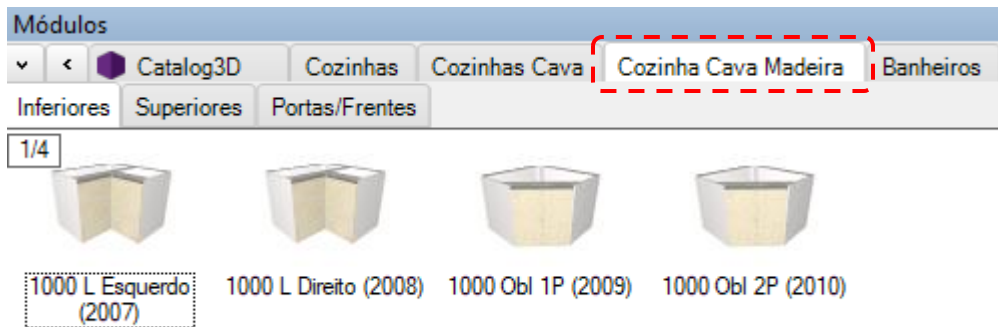 Módulos
Catalog3D Cozinhas Cozinhas Cava Cozinha Cava Madeira Banheiros
Inferiores Superiores Portas/Frentes
1/4
1000 L Esquerdo (2007) 1000 L Direito (2008) 1000 Obl 1P (2009) 1000 Obl 2P (2010)